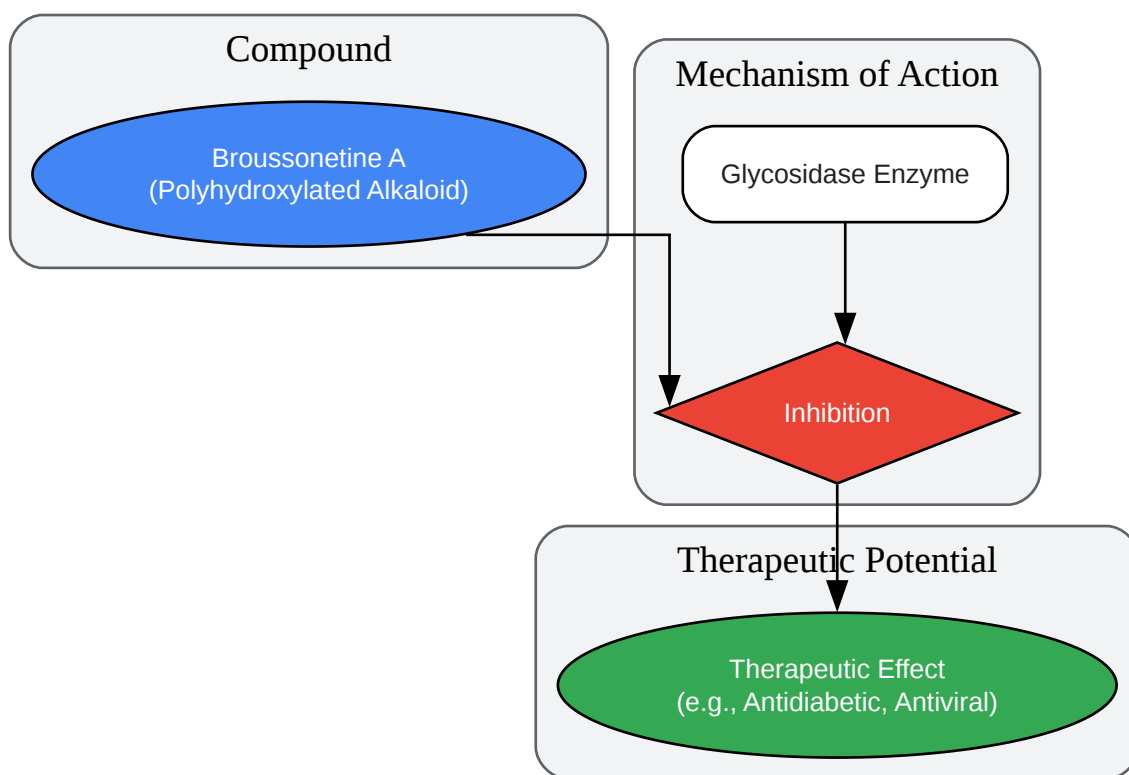 Compound
Broussonetine A
(Polyhydroxylated Alkaloid)
Mechanism of Action
Glycosidase Enzyme
Inhibition
Therapeutic Potential
Therapeutic Effect
(e.g., Antidiabetic, Antiviral)